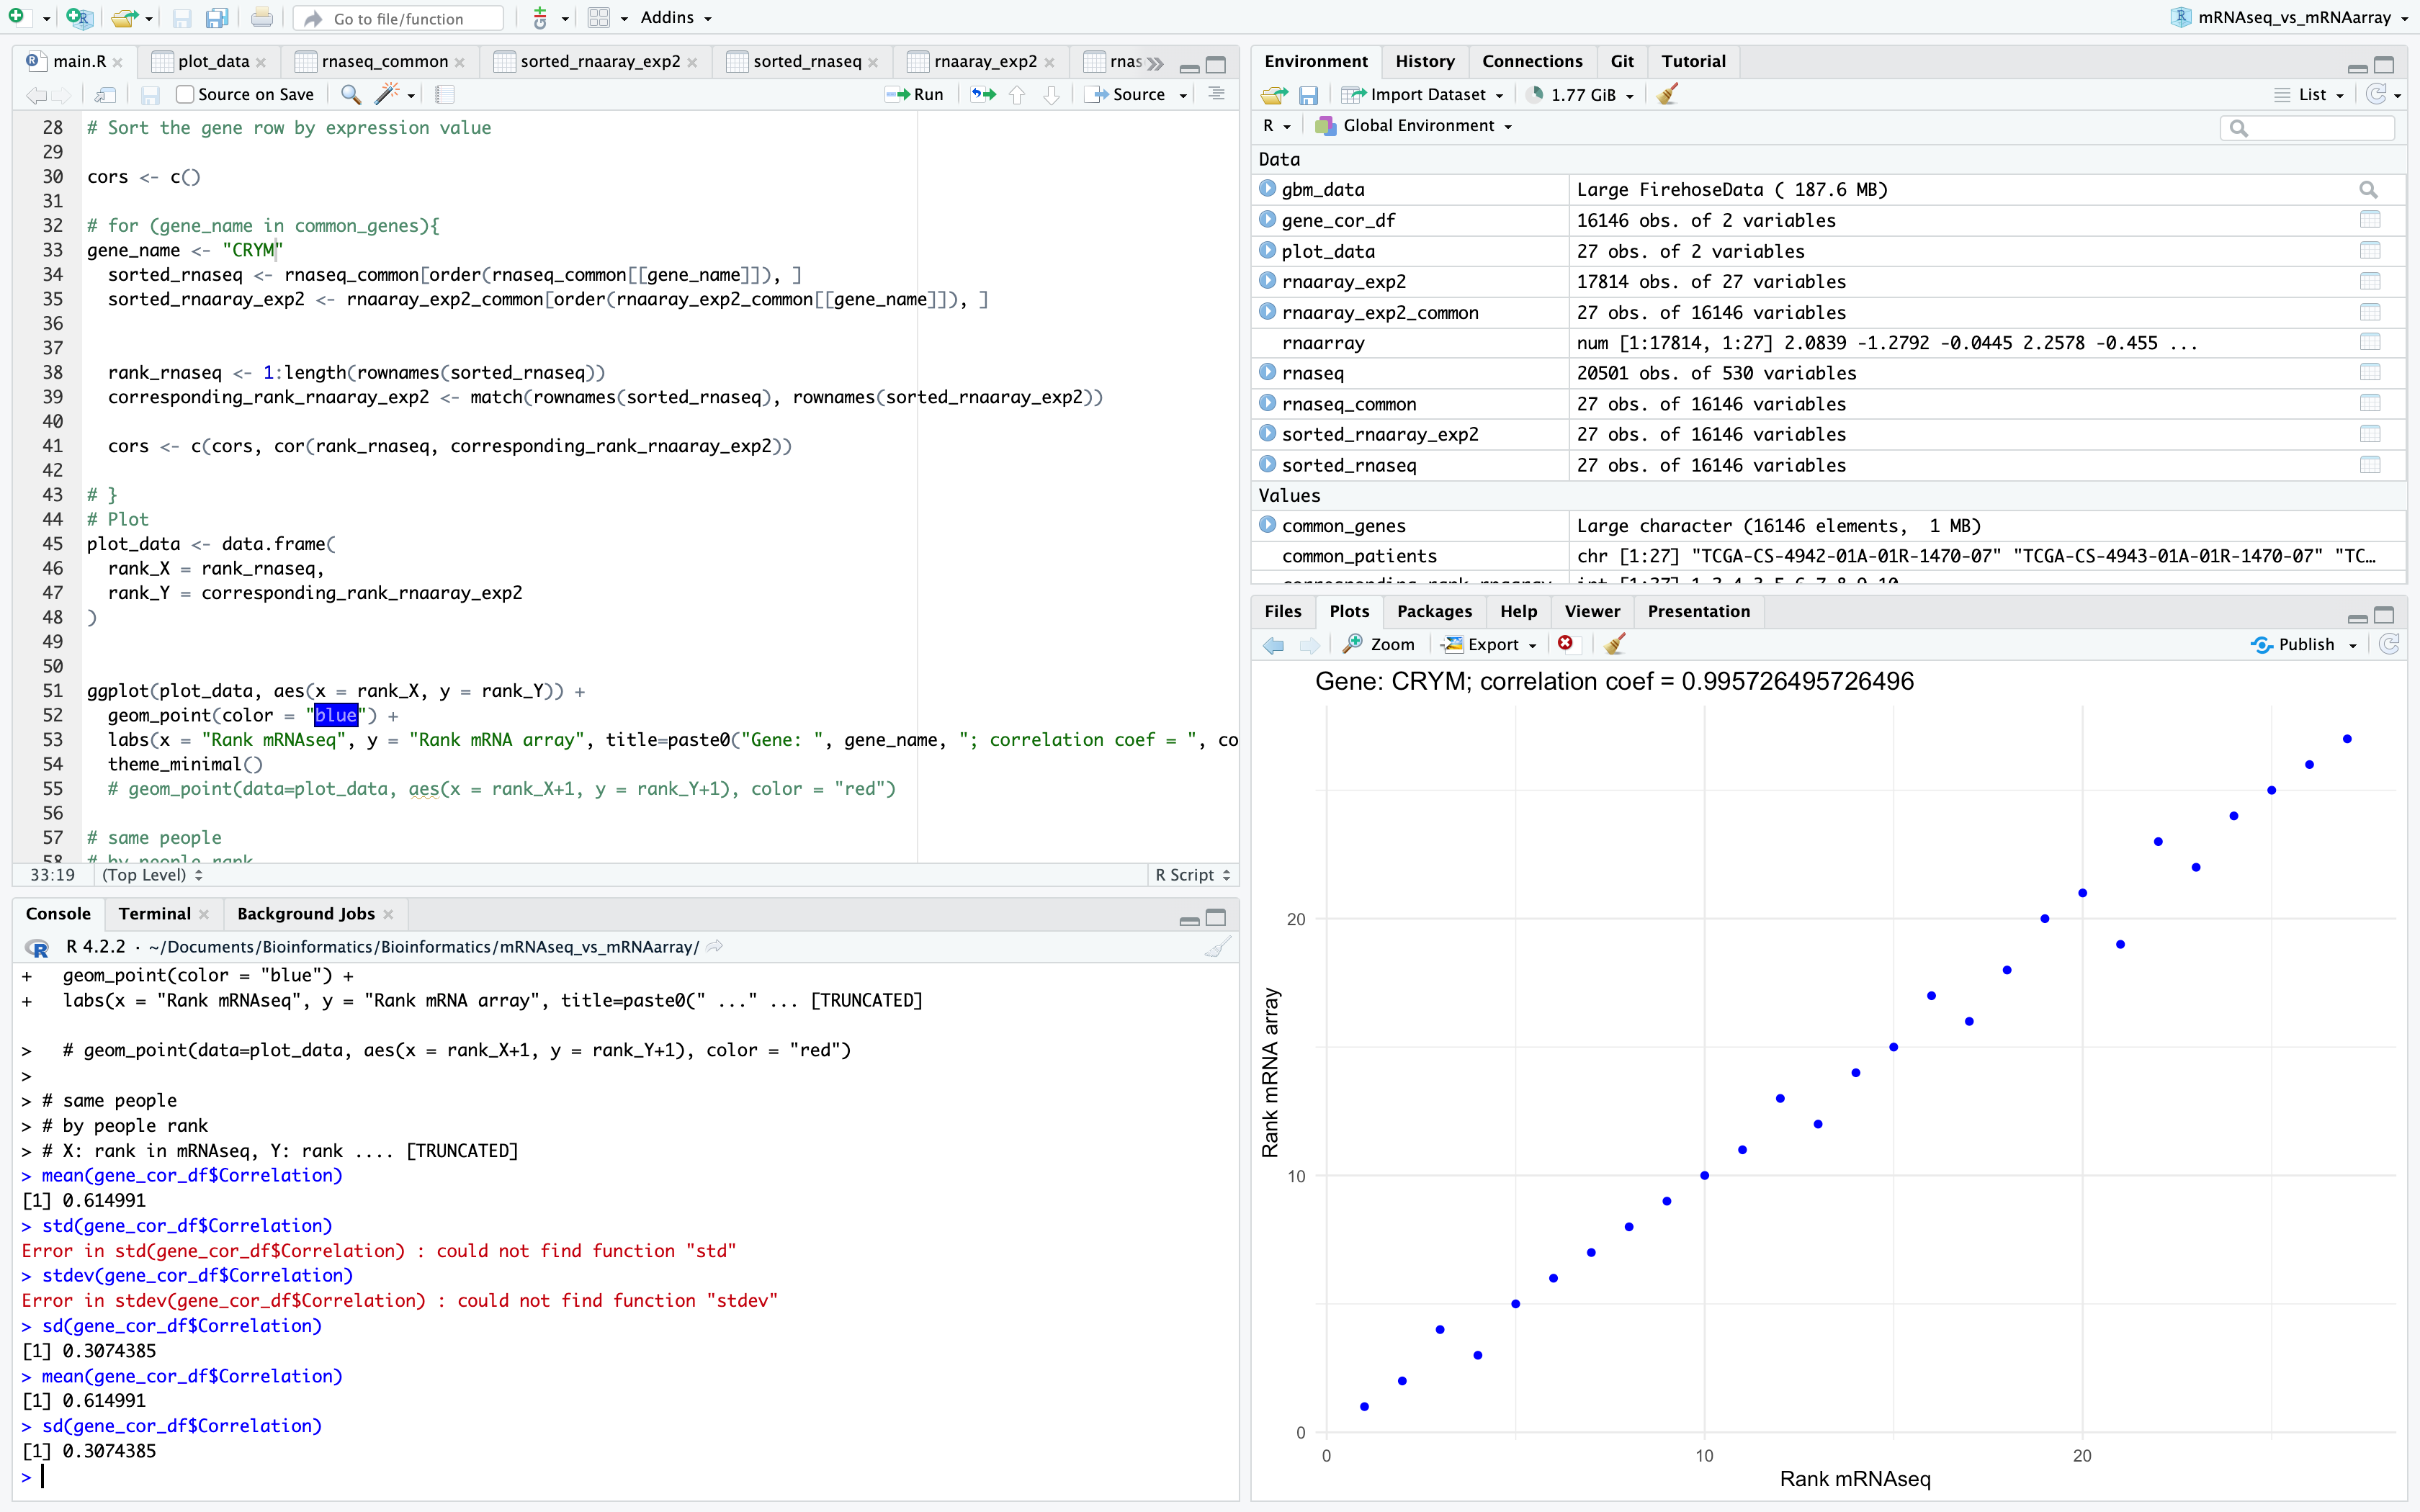 Go to file/function
Addins
mRNAseq_vs_mRNAarray
main.R
plot_data
rnaseq_common
sorted_rnaaray_exp2
sorted_rnaseq
rnaaray_exp2
rnas
Source on Save
Run
Source
28 # Sort the gene row by expression value
29
30 cors <- c()
31
32 # for (gene_name in common_genes){
33 gene_name <- "CRYM"
34 sorted_rnaseq <- rnaseq_common[order(rnaseq_common[[gene_name]]), ]
35 sorted_rnaaray_exp2 <- rnaaray_exp2_common[order(rnaaray_exp2_common[[gene_name]]), ]
36
37
38 rank_rnaseq <- 1:length(rownames(sorted_rnaseq))
39 corresponding_rank_rnaaray_exp2 <- match(rownames(sorted_rnaseq), rownames(sorted_rnaaray_exp2))
40
41 cors <- c(cors, cor(rank_rnaseq, corresponding_rank_rnaaray_exp2))
42
43 # }
44 # Plot
45 plot_data <- data.frame(
46 rank_X = rank_rnaseq,
47 rank_Y = corresponding_rank_rnaaray_exp2
48 )
49
50
51 ggplot(plot_data, aes(x = rank_X, y = rank_Y)) +
52 geom_point(color = "blue") +
53 labs(x = "Rank mRNAseq", y = "Rank mRNA array", title=paste0("Gene: ", gene_name, "; correlation coef = ", co
54 theme_minimal()
55 # geom_point(data=plot_data, aes(x = rank_X+1, y = rank_Y+1), color = "red")
56
57 # same people
58 # by people rank
33:19
(Top Level)
R Script
Console
Terminal
Background Jobs
R 4.2.2 · ~/Documents/Bioinformatics/Bioinformatics/mRNAseq_vs_mRNAarray/
+ geom_point(color = "blue") +
+ labs(x = "Rank mRNAseq", y = "Rank mRNA array", title=paste0(" ..." ... [TRUNCATED]
> # geom_point(data=plot_data, aes(x = rank_X+1, y = rank_Y+1), color = "red")
>
> # same people
> # by people rank
> # X: rank in mRNAseq, Y: rank .... [TRUNCATED]
> mean(gene_cor_df$Correlation)
[1] 0.614991
> std(gene_cor_df$Correlation)
Error in std(gene_cor_df$Correlation) : could not find function "std"
> stdev(gene_cor_df$Correlation)
Error in stdev(gene_cor_df$Correlation) : could not find function "stdev"
> sd(gene_cor_df$Correlation)
[1] 0.3074385
> mean(gene_cor_df$Correlation)
[1] 0.614991
> sd(gene_cor_df$Correlation)
[1] 0.3074385
>
Environment
History
Connections
Git
Tutorial
Import Dataset
1.77 GiB
List
R
Global Environment
Data
gbm_data Large FirehoseData ( 187.6 MB)
gene_cor_df 16146 obs. of 2 variables
plot_data 27 obs. of 2 variables
rnaaray_exp2 17814 obs. of 27 variables
rnaaray_exp2_common 27 obs. of 16146 variables
rnaarray num [1:17814, 1:27] 2.0839 -1.2792 -0.0445 2.2578 -0.455 ...
rnaseq 20501 obs. of 530 variables
rnaseq_common 27 obs. of 16146 variables
sorted_rnaaray_exp2 27 obs. of 16146 variables
sorted_rnaseq 27 obs. of 16146 variables
Values
common_genes Large character (16146 elements, 1 MB)
common_patients chr [1:27] "TCGA-CS-4942-01A-01R-1470-07" "TCGA-CS-4943-01A-01R-1470-07" "TC…
Files
Plots
Packages
Help
Viewer
Presentation
Zoom
Export
Publish
Gene: CRYM; correlation coef = 0.995726495726496
Rank mRNA array
20
10
0
0 10 20
Rank mRNAseq